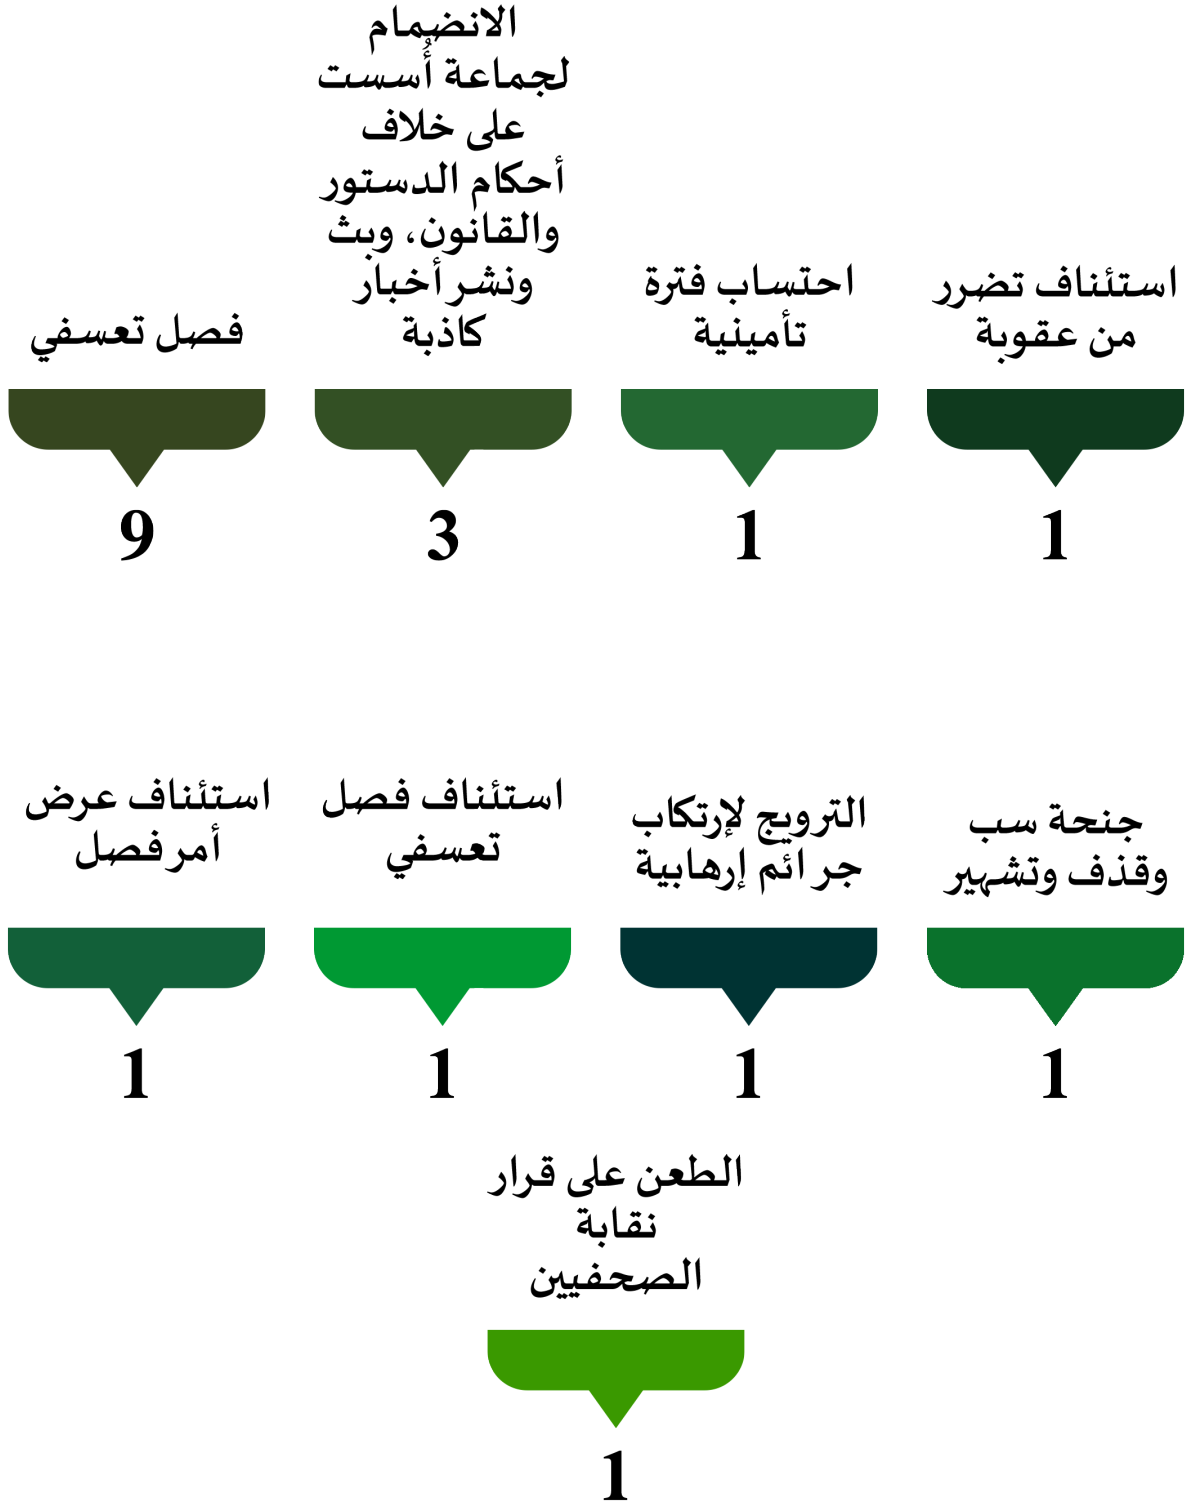 استئناف تضرر
من عقوبة
1
احتساب فترة
تأمينية
1
الانضمام
لجماعة أُسست
على خلاف
أحكام الدستور
والقانون، وبث
ونشر أخبار
كاذبة
3
فصل تعسفي
9
جنحة سب
وقذف وتشهير
1
الترويج لإرتكاب
جرائم إرهابية
1
استئناف فصل
تعسفي
1
استئناف عرض
أمر فصل
1
الطعن على قرار
نقابة
الصحفيين
1